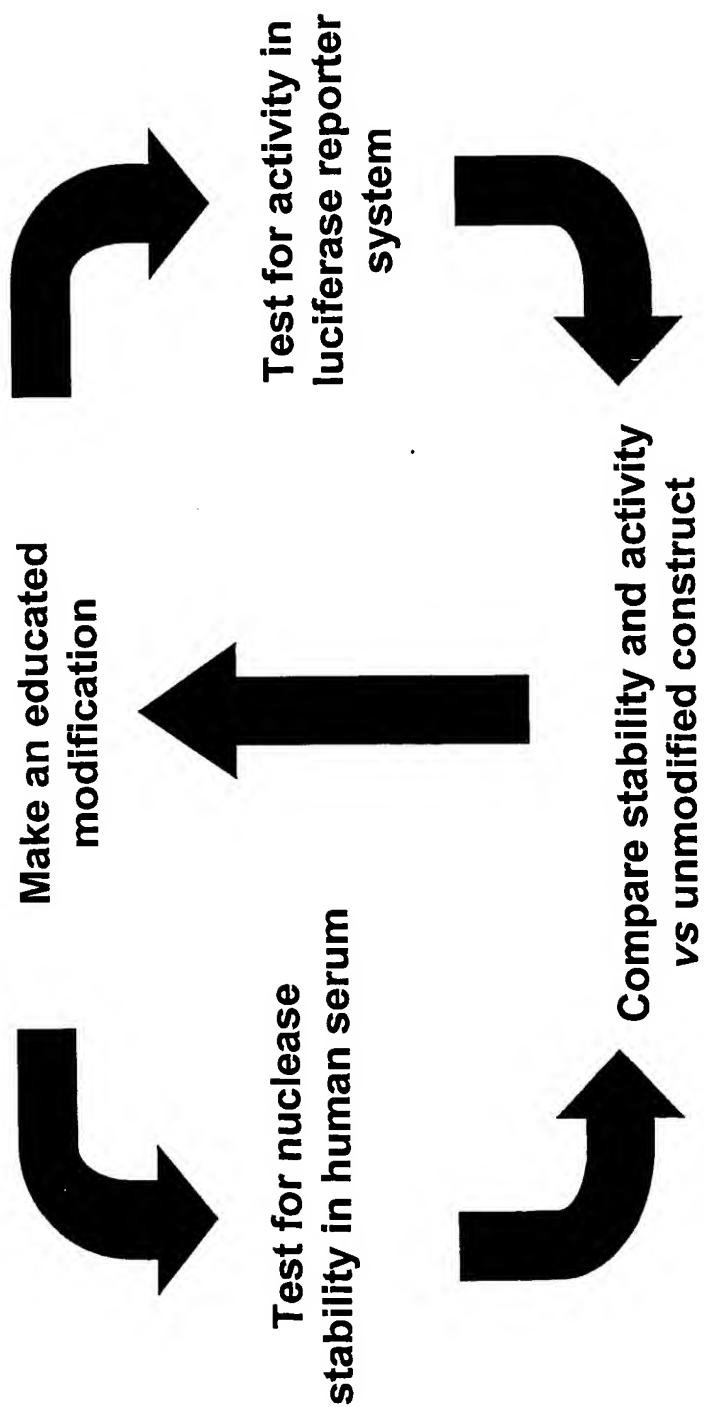 Make an educated
modification
Test for nuclease
stability in human serum
Test for activity in
luciferase reporter
system
Compare stability and activity
vs unmodified construct